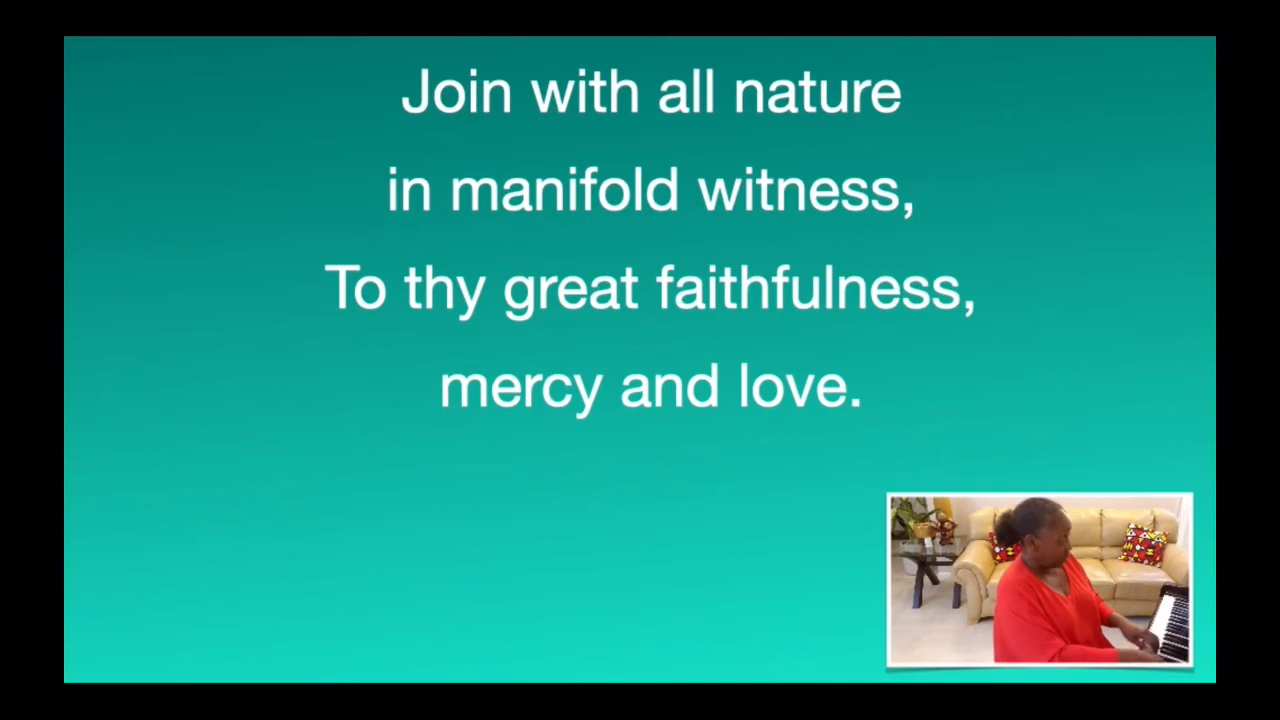 Join with all nature
in manifold witness,
To thy great faithfulness,
mercy and love.